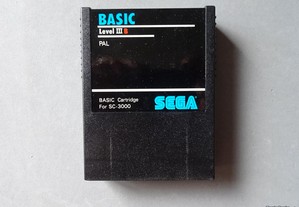 BASIC
Level III B
PAL
BASIC Cartridge
For SC-3000
SEGA